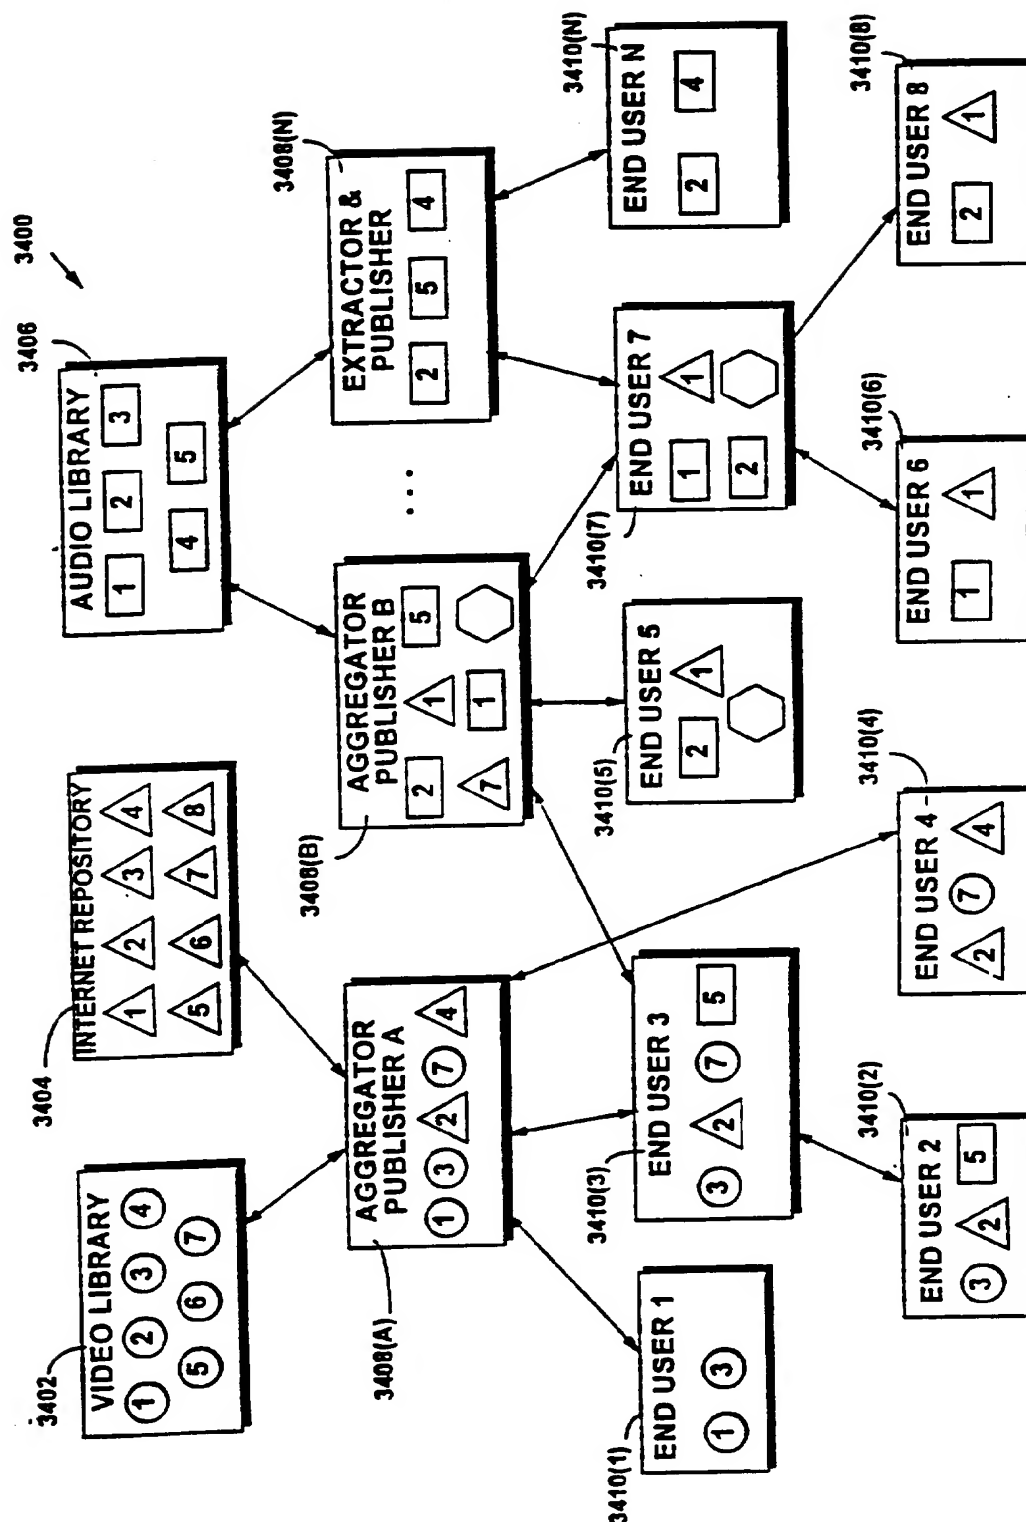 3400
3402
VIDEO LIBRARY
1 2 3 4
5 6 7
3404
INTERNET REPOSITORY
1 2 3 4
5 6 7 8
3406
AUDIO LIBRARY
1 2 3
4 5
3408(A)
AGGREGATOR
PUBLISHER A
1 3 2 7 4
3408(B)
AGGREGATOR
PUBLISHER B
2 1 5
7 1
...
3408(N)
EXTRACTOR &
PUBLISHER
2 5 4
3410(1)
END USER 1
1 3
3410(3)
END USER 3
3 2 7 5
3410(5)
END USER 5
2 1
3410(7)
END USER 7
1 1
2
3410(N)
END USER N
2 4
3410(2)
END USER 2
3 2 5
3410(4)
END USER 4
2 7 4
3410(6)
END USER 6
1 1
3410(8)
END USER 8
2 1